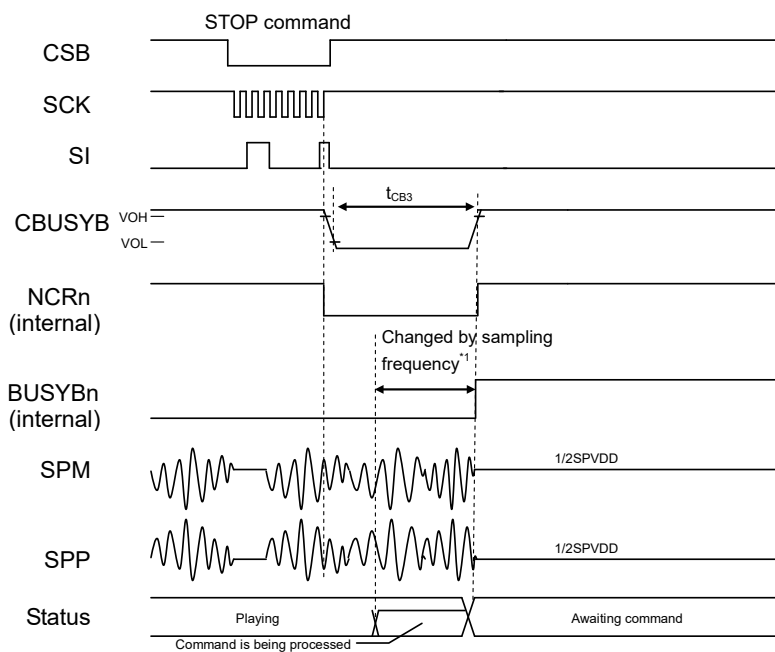 STOP command
CSB
SCK
SI
tCB3
VOH
CBUSYB
VOL
NCRn
(internal)
Changed by sampling
frequency*1
BUSYBn
(internal)
SPM
1/2SPVDD
SPP
1/2SPVDD
Status
Playing
Awaiting command
Command is being processed